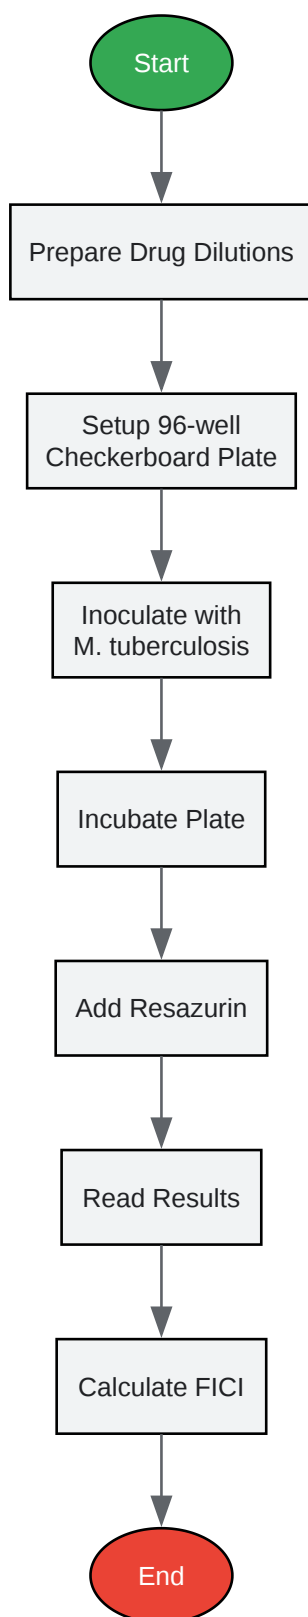 Start
Prepare Drug Dilutions
Setup 96-well
Checkerboard Plate
Inoculate with
M. tuberculosis
Incubate Plate
Add Resazurin
Read Results
Calculate FICI
End